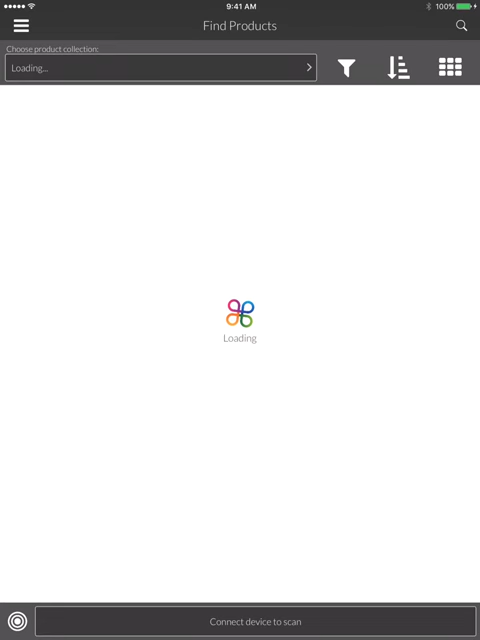 9:41 AM
100%
Find Products
Choose product collection:
Loading...
Loading
Connect device to scan